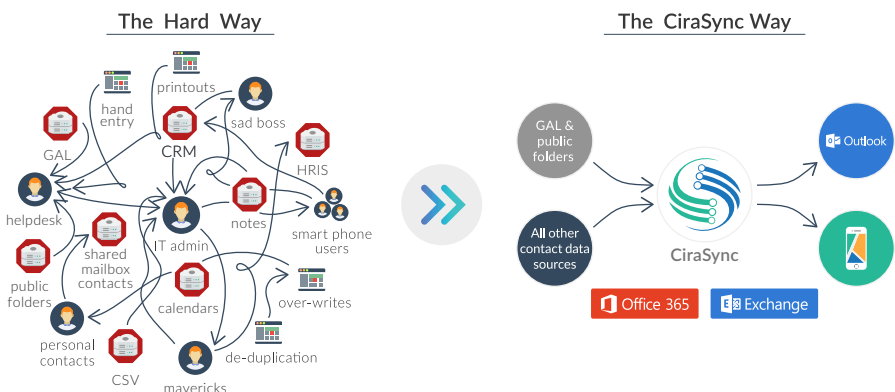 The Hard Way
The CiraSync Way
printouts
hand
entry
sad boss
GAL
CRM
HRIS
helpdesk
IT admin
notes
smart phone
users
public
folders
shared
mailbox
contacts
calendars
over-writes
personal
contacts
CSV
mavericks
de-duplication
GAL &
public
folders
All other
contact data
sources
CiraSync
Outlook
Office 365
Exchange